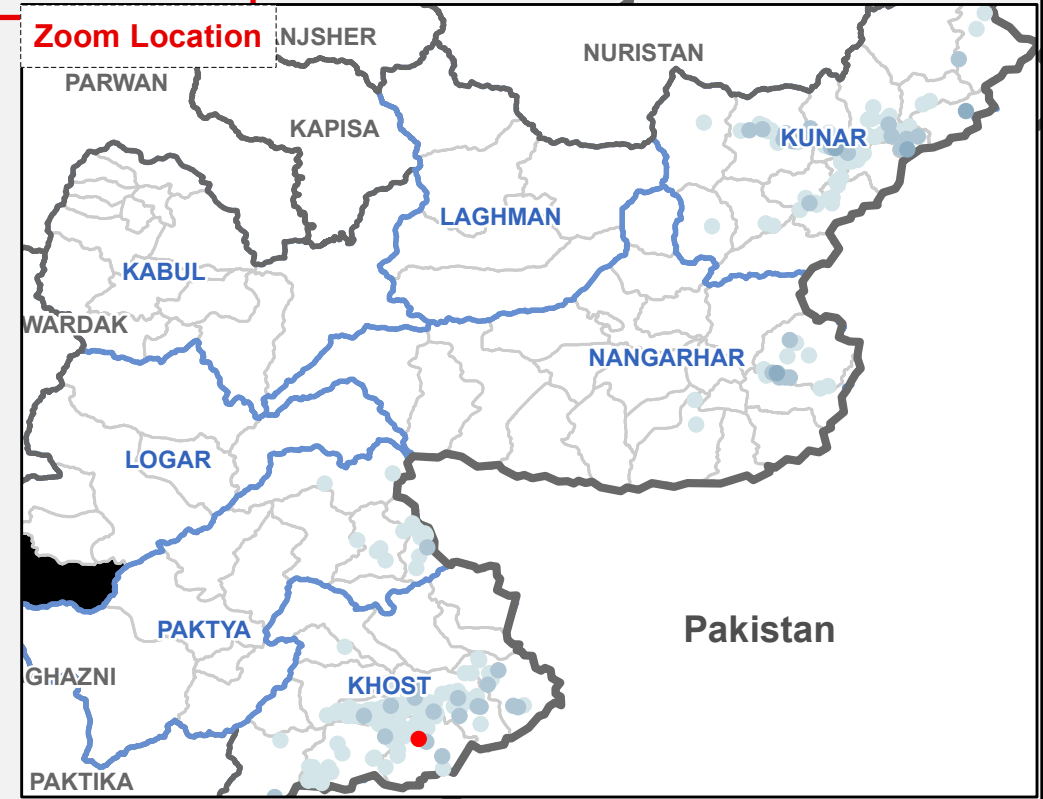 Zoom Location
NJSHER
NURISTAN
PARWAN
KAPISA
KUNAR
LAGHMAN
KABUL
WARDAK
NANGARHAR
LOGAR
PAKTYA
Pakistan
GHAZNI
KHOST
PAKTIKA